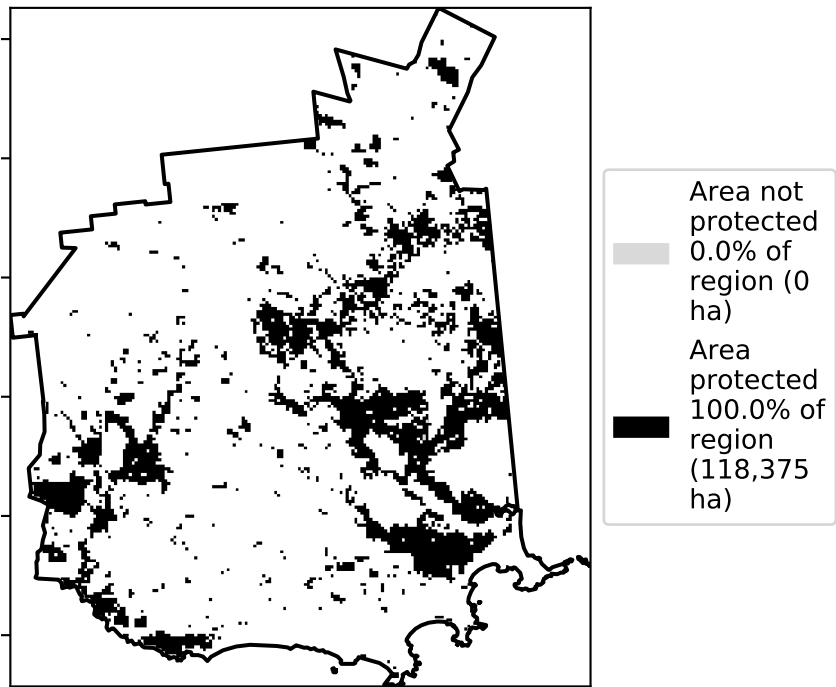 Area not
protected
0.0% of
region (0
ha)
Area
protected
100.0% of
region
(118,375
ha)